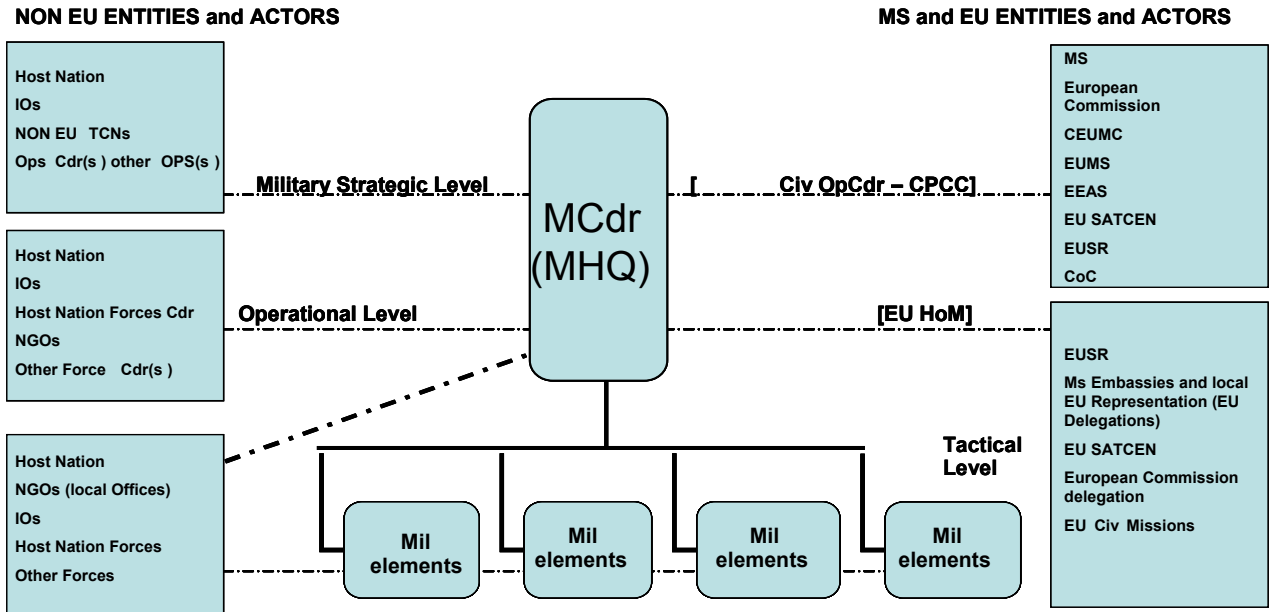 NON EU ENTITIES and ACTORS
MS and EU ENTITIES and ACTORS
Host Nation
IOs
NON EU TCNs
Ops Cdr(s ) other OPS(s )
Military Strategic Level
MCdr
(MHQ)
[ Civ OpCdr – CPCC]
MS
European
Commission
CEUMC
EUMS
EEAS
EU SATCEN
EUSR
CoC
Host Nation
IOs
Host Nation Forces Cdr
NGOs
Other Force Cdr(s )
Operational Level
[EU HoM]
EUSR
Ms Embassies and local
EU Representation (EU
Delegations)
EU SATCEN
European Commission
delegation
EU Civ Missions
Tactical
Level
Host Nation
NGOs (local Offices)
IOs
Host Nation Forces
Other Forces
Mil
elements
Mil
elements
Mil
elements
Mil
elements